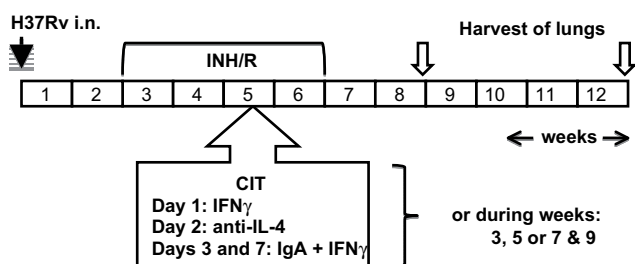 H37Rv i.n.
Harvest of lungs
INH/R
1 2 3 4 5 6 7 8 9 10 11 12
weeks
CIT
Day 1: IFNγ
Day 2: anti-IL-4
Days 3 and 7: IgA + IFNγ
or during weeks:
3, 5 or 7 & 9